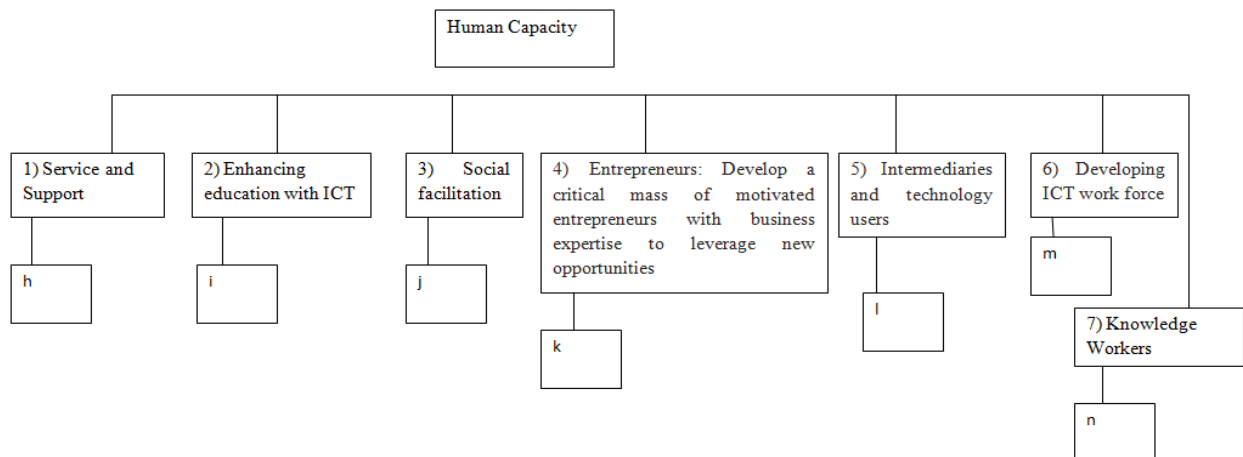 Human Capacity
1) Service and
Support
2) Enhancing
education with ICT
3) Social
facilitation
4) Entrepreneurs: Develop a
critical mass of motivated
entrepreneurs with business
expertise to leverage new
opportunities
5) Intermediaries
and technology
users
6) Developing
ICT work force
h
i
j
k
l
m
7) Knowledge
Workers
n